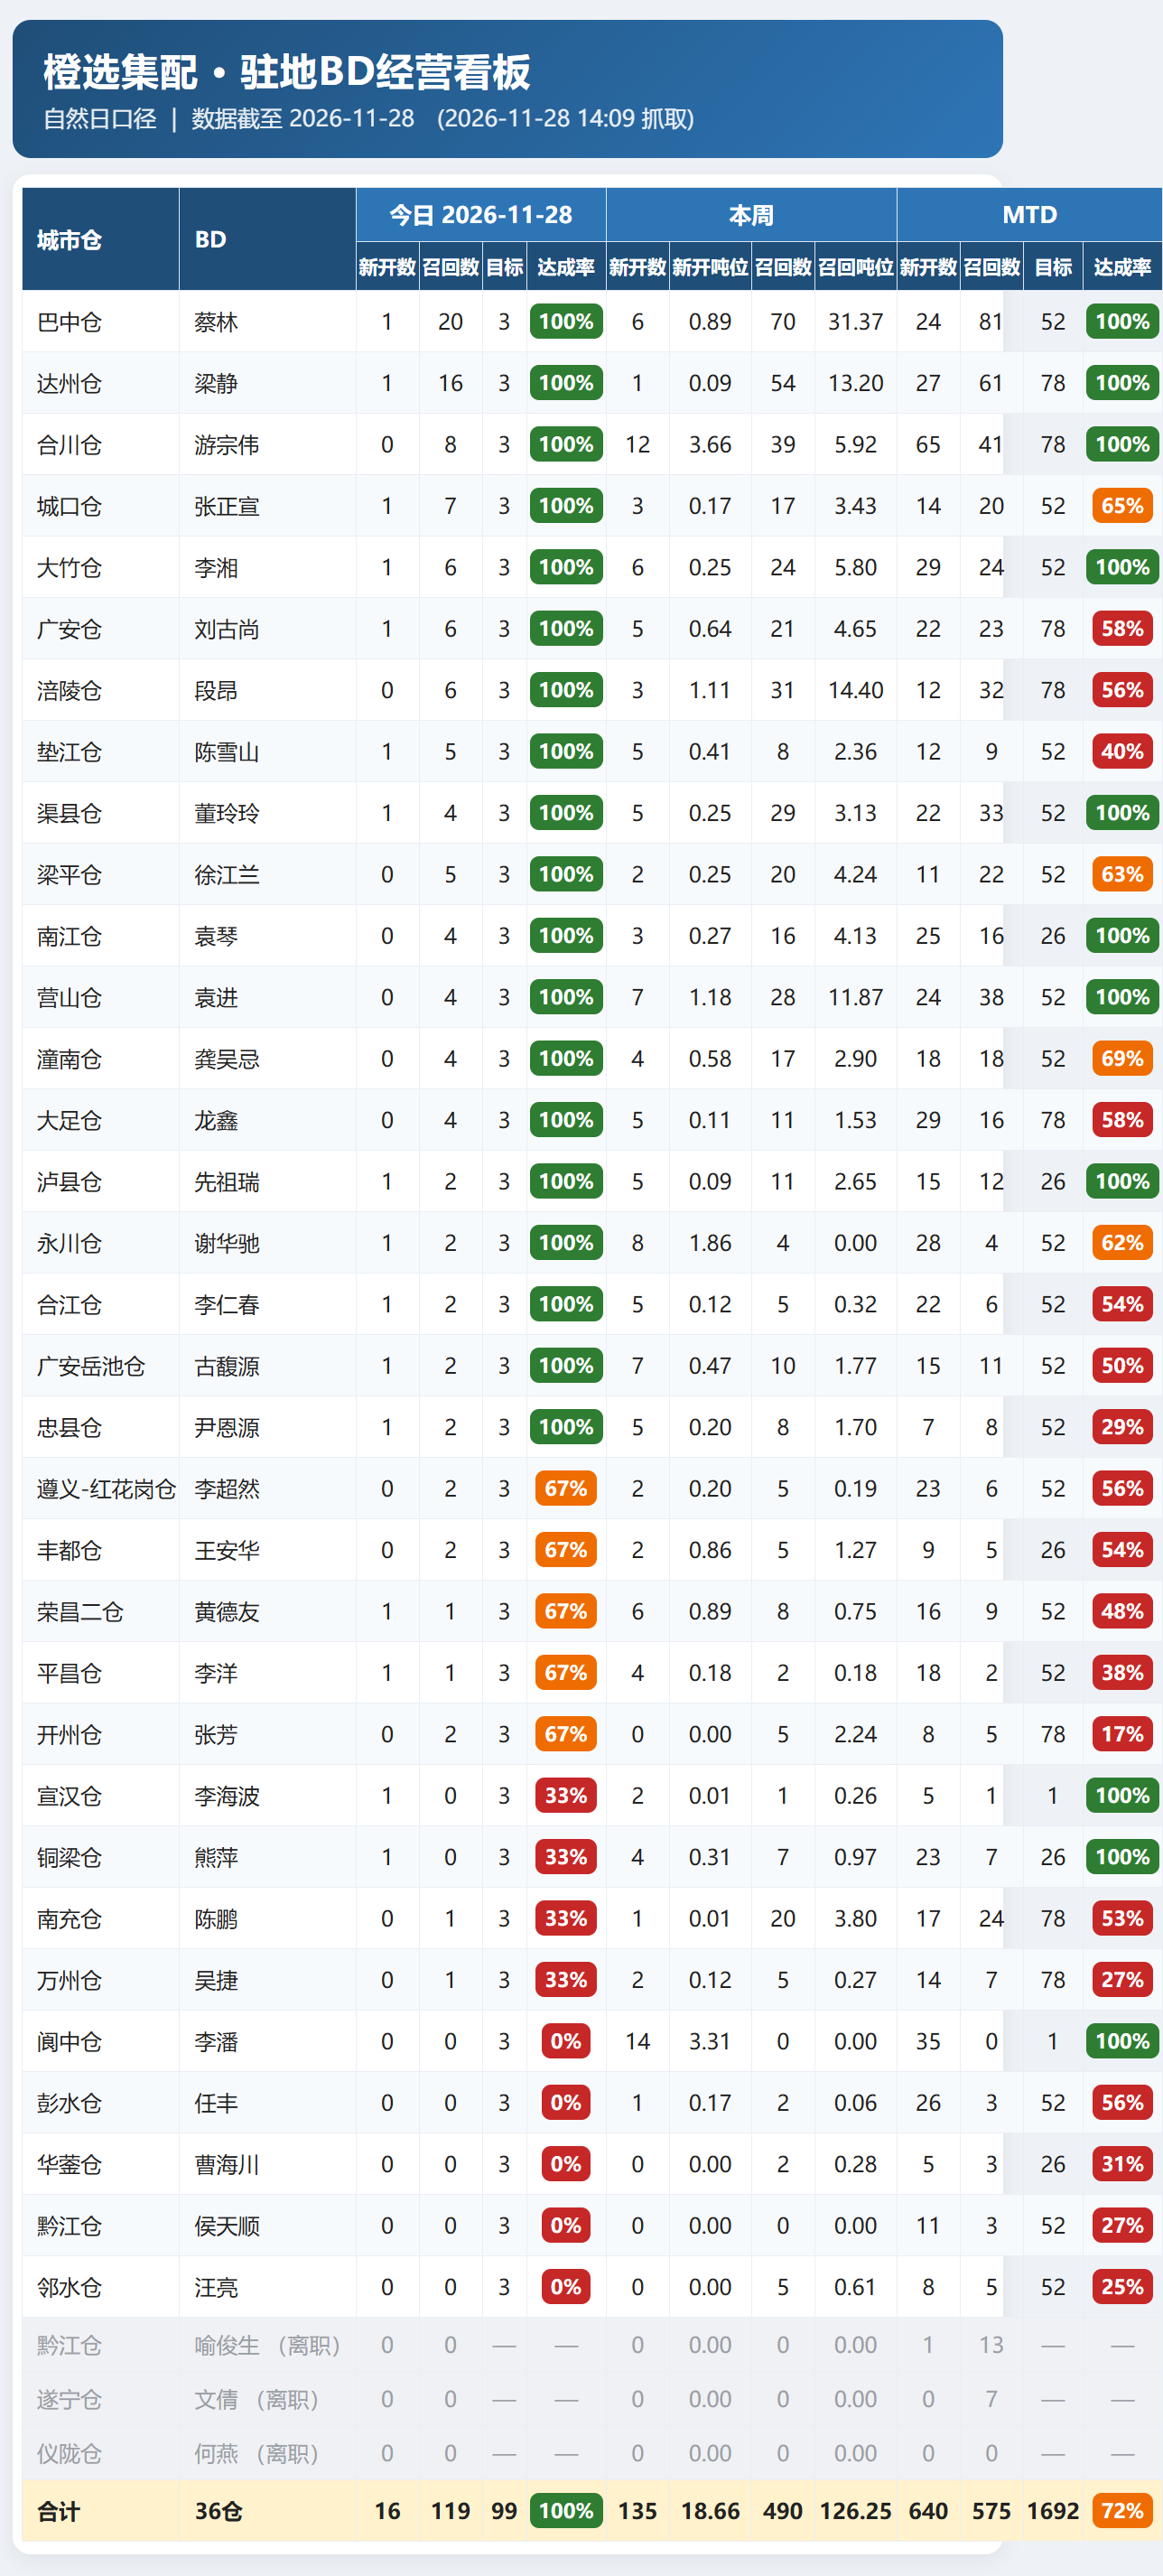 橙选集配 • 驻地BD经营看板
自然日口径 | 数据截至 2026-11-28 (2026-11-28 14:09 抓取)
城市仓 BD 今日 2026-11-28 本周 MTD
新开数 召回数 目标 达成率 新开数 新开吨位 召回数 召回吨位 新开数 召回数 目标 达成率
巴中仓 蔡林 1 20 3 100% 6 0.89 70 31.37 24 81 52 100%
达州仓 梁静 1 16 3 100% 1 0.09 54 13.20 27 61 78 100%
合川仓 游宗伟 0 8 3 100% 12 3.66 39 5.92 65 41 78 100%
城口仓 张正宣 1 7 3 100% 3 0.17 17 3.43 14 20 52 65%
大竹仓 李湘 1 6 3 100% 6 0.25 24 5.80 29 24 52 100%
广安仓 刘古尚 1 6 3 100% 5 0.64 21 4.65 22 23 78 58%
涪陵仓 段昂 0 6 3 100% 3 1.11 31 14.40 12 32 78 56%
垫江仓 陈雪山 1 5 3 100% 5 0.41 8 2.36 12 9 52 40%
渠县仓 董玲玲 1 4 3 100% 5 0.25 29 3.13 22 33 52 100%
梁平仓 徐江兰 0 5 3 100% 2 0.25 20 4.24 11 22 52 63%
南江仓 袁琴 0 4 3 100% 3 0.27 16 4.13 25 16 26 100%
营山仓 袁进 0 4 3 100% 7 1.18 28 11.87 24 38 52 100%
潼南仓 龚吴忌 0 4 3 100% 4 0.58 17 2.90 18 18 52 69%
大足仓 龙鑫 0 4 3 100% 5 0.11 11 1.53 29 16 78 58%
泸县仓 先祖瑞 1 2 3 100% 5 0.09 11 2.65 15 12 26 100%
永川仓 谢华驰 1 2 3 100% 8 1.86 4 0.00 28 4 52 62%
合江仓 李仁春 1 2 3 100% 5 0.12 5 0.32 22 6 52 54%
广安岳池仓 古馥源 1 2 3 100% 7 0.47 10 1.77 15 11 52 50%
忠县仓 尹恩源 1 2 3 100% 5 0.20 8 1.70 7 8 52 29%
遵义-红花岗仓 李超然 0 2 3 67% 2 0.20 5 0.19 23 6 52 56%
丰都仓 王安华 0 2 3 67% 2 0.86 5 1.27 9 5 26 54%
荣昌二仓 黄德友 1 1 3 67% 6 0.89 8 0.75 16 9 52 48%
平昌仓 李洋 1 1 3 67% 4 0.18 2 0.18 18 2 52 38%
开州仓 张芳 0 2 3 67% 0 0.00 5 2.24 8 5 78 17%
宣汉仓 李海波 1 0 3 33% 2 0.01 1 0.26 5 1 1 100%
铜梁仓 熊萍 1 0 3 33% 4 0.31 7 0.97 23 7 26 100%
南充仓 陈鹏 0 1 3 33% 1 0.01 20 3.80 17 24 78 53%
万州仓 吴捷 0 1 3 33% 2 0.12 5 0.27 14 7 78 27%
阆中仓 李潘 0 0 3 0% 14 3.31 0 0.00 35 0 1 100%
彭水仓 任丰 0 0 3 0% 1 0.17 2 0.06 26 3 52 56%
华蓥仓 曹海川 0 0 3 0% 0 0.00 2 0.28 5 3 26 31%
黔江仓 侯天顺 0 0 3 0% 0 0.00 0 0.00 11 3 52 27%
邻水仓 汪亮 0 0 3 0% 0 0.00 5 0.61 8 5 52 25%
黔江仓 喻俊生（离职） 0 0 — — 0 0.00 0 0.00 1 13 — —
遂宁仓 文倩（离职） 0 0 — — 0 0.00 0 0.00 0 7 — —
仪陇仓 何燕（离职） 0 0 — — 0 0.00 0 0.00 0 0 — —
合计 36仓 16 119 99 100% 135 18.66 490 126.25 640 575 1692 72%